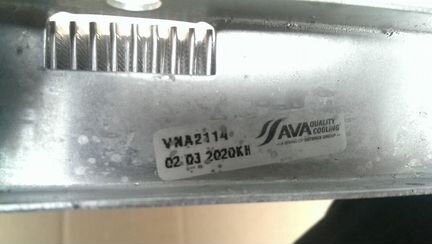 VNA2114
02 03 2020KH
AVA QUALITY
COOLING